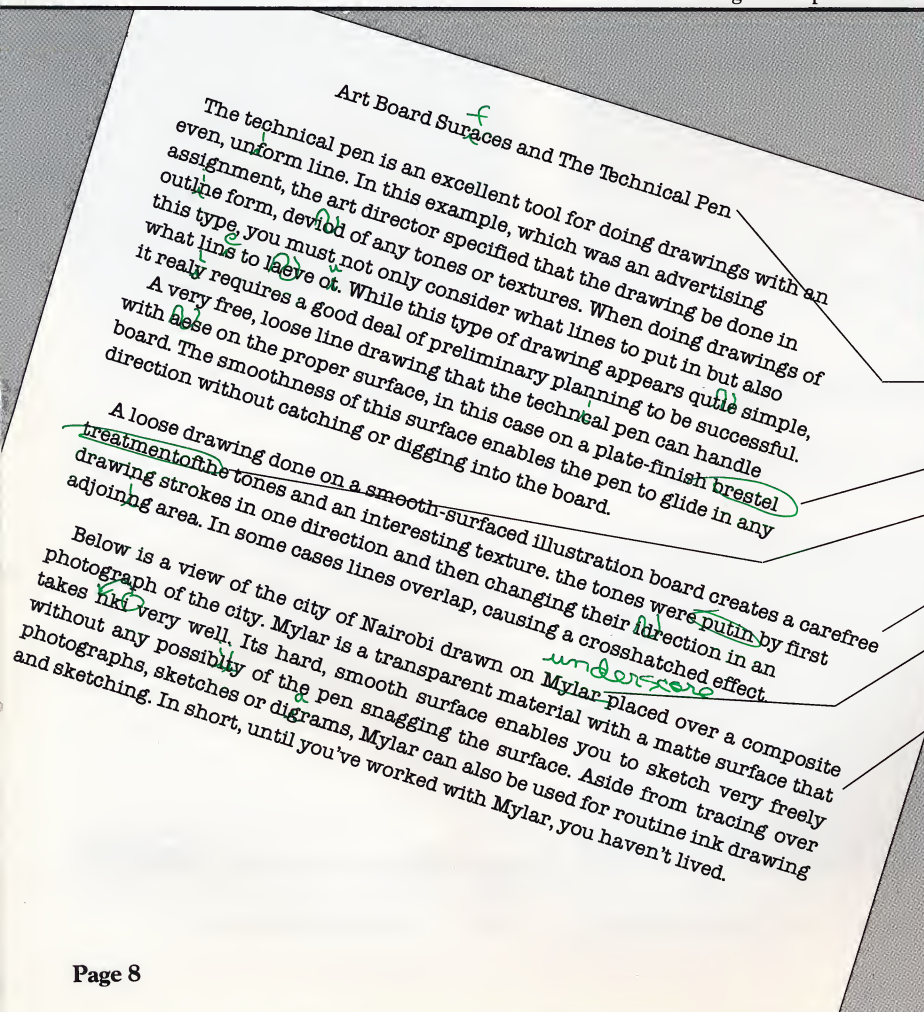 f
Art Board Suraces and The Technical Pen
The technical pen is an excellent tool for doing drawings with an
even, unform line. In this example, which was an advertising
assignment, the art director specified that the drawing be done in
outlne form, deviod of any tones or textures. When doing drawings of
this type, you must not only consider what lines to put in but also
what lins to laeve ot. While this type of drawing appears qutie simple,
it realy requires a good deal of preliminary planning to be successful.
A very free, loose line drawing that the techncal pen can handle
with aese on the proper surface, in this case on a plate-finish brestel
board. The smoothness of this surface enables the pen to glide in any
direction without catching or digging into the board.
A loose drawing done on a smooth-surfaced illustration board creates a carefree
treatmentofthe tones and an interesting texture. the tones were putin by first
drawing strokes in one direction and then changing their idrection in an
adjoinng area. In some cases lines overlap, causing a crosshatched effect.
underscore
Below is a view of the city of Nairobi drawn on Mylar placed over a composite
photograph of the city. Mylar is a transparent material with a matte surface that
takes nki very well. Its hard, smooth surface enables you to sketch very freely
without any possiblity of the pen snagging the surface. Aside from tracing over
a
photographs, sketches or digrams, Mylar can also be used for routine ink drawing
and sketching. In short, until you've worked with Mylar, you haven't lived.
Page 8